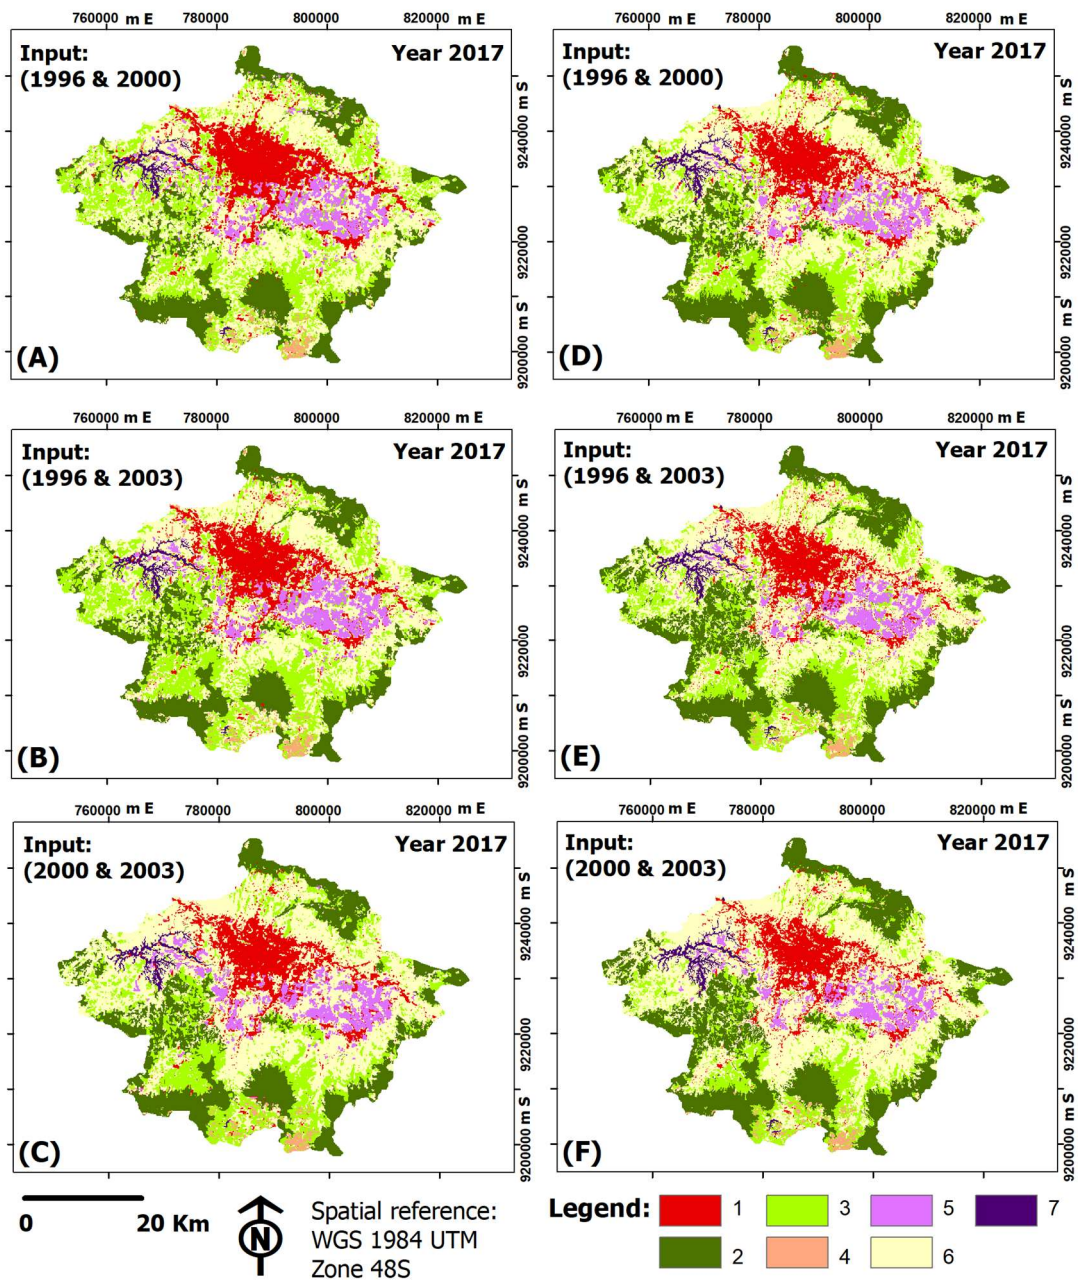 760000 m E 780000 800000 820000
Input:
(1996 & 2000)
Year 2017
9240000 m S
9220000
9200000 m S
(A)
760000 m E 780000 800000 820000
Input:
(1996 & 2000)
Year 2017
9240000 m S
9220000
9200000 m S
(D)
760000 m E 780000 800000 820000
Input:
(1996 & 2003)
Year 2017
9240000 m S
9220000
9200000 m S
(B)
760000 m E 780000 800000 820000
Input:
(1996 & 2003)
Year 2017
9240000 m S
9220000
9200000 m S
(E)
760000 m E 780000 800000 820000
Input:
(2000 & 2003)
Year 2017
9240000 m S
9220000
9200000 m S
(C)
760000 m E 780000 800000 820000
Input:
(2000 & 2003)
Year 2017
9240000 m S
9220000
9200000 m S
(F)
0 20 Km
N
Spatial reference:
WGS 1984 UTM
Zone 48S
Legend: 1 3 5 7
2 4 6